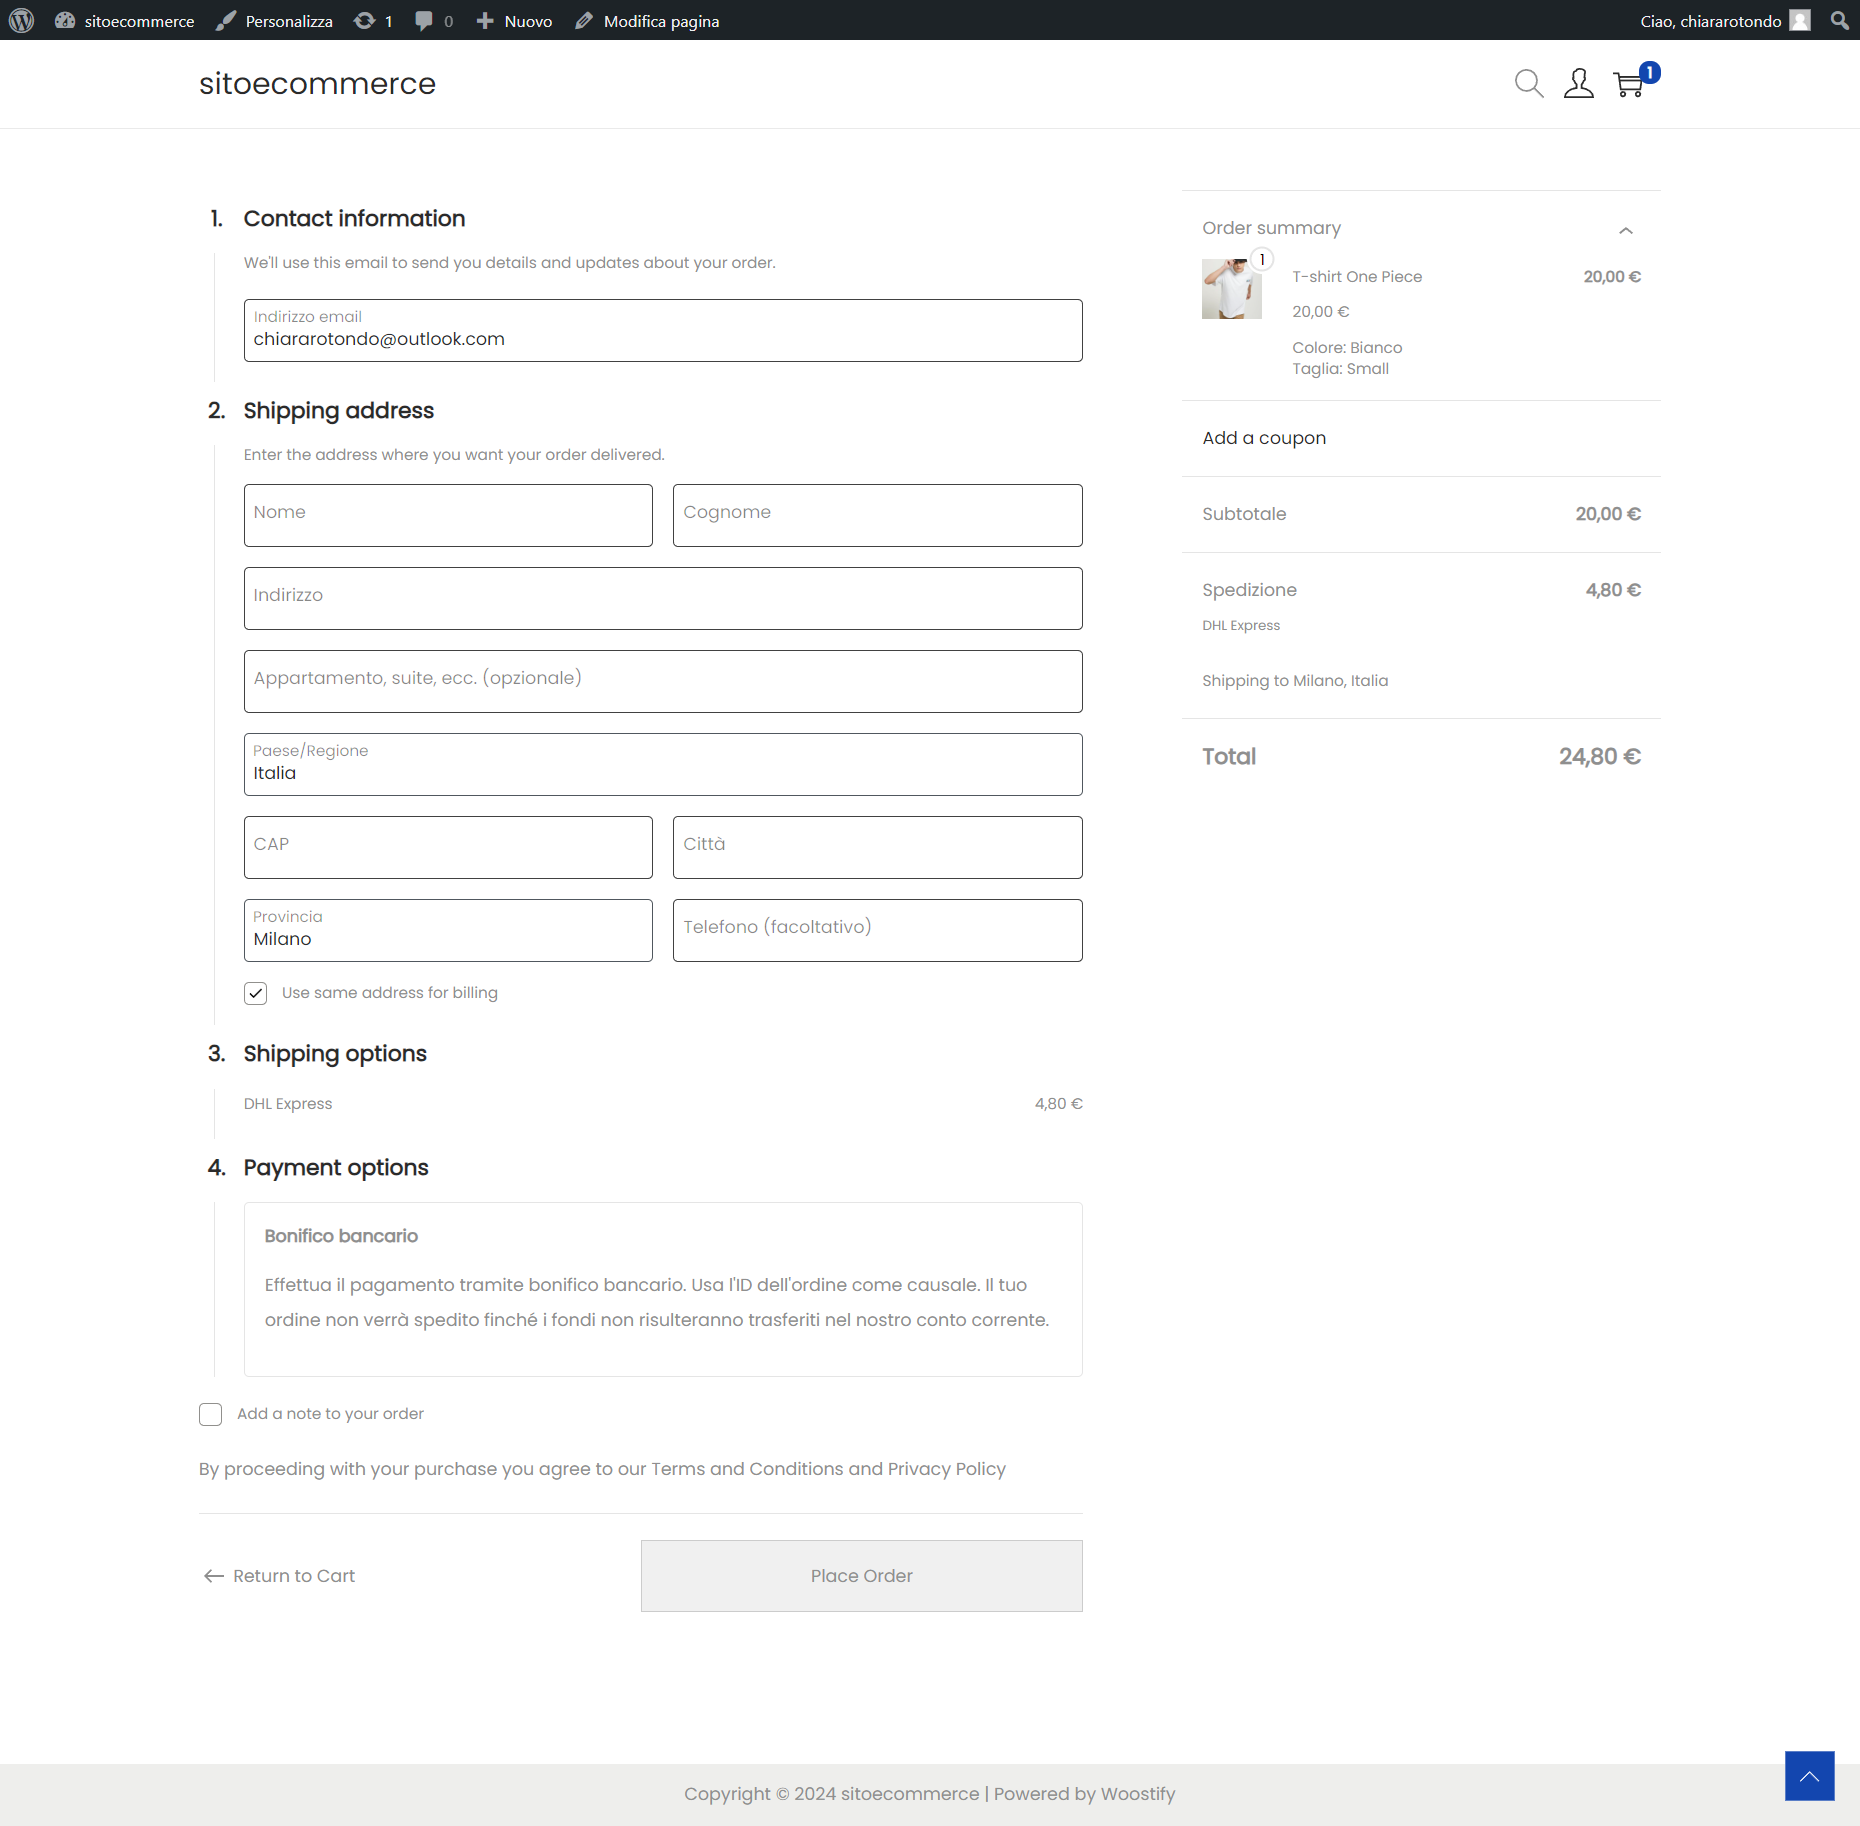 sitoecommerce Personalizza 1 0 Nuovo Modifica pagina Ciao, chiararotondo
sitoecommerce
1
1. Contact information
We'll use this email to send you details and updates about your order.
Indirizzo email
chiararotondo@outlook.com
2. Shipping address
Enter the address where you want your order delivered.
Nome Cognome
Indirizzo
Appartamento, suite, ecc. (opzionale)
Paese/Regione
Italia
CAP Città
Provincia
Milano
Telefono (facoltativo)
Use same address for billing
3. Shipping options
DHL Express 4,80 €
4. Payment options
Bonifico bancario
Effettua il pagamento tramite bonifico bancario. Usa l'ID dell'ordine come causale. Il tuo
ordine non verrà spedito finché i fondi non risulteranno trasferiti nel nostro conto corrente.
Add a note to your order
By proceeding with your purchase you agree to our Terms and Conditions and Privacy Policy
Return to Cart Place Order
Order summary
1
T-shirt One Piece 20,00 €
20,00 €
Colore: Bianco
Taglia: Small
Add a coupon
Subtotale 20,00 €
Spedizione 4,80 €
DHL Express
Shipping to Milano, Italia
Total 24,80 €
Copyright © 2024 sitoecommerce | Powered by Woostify